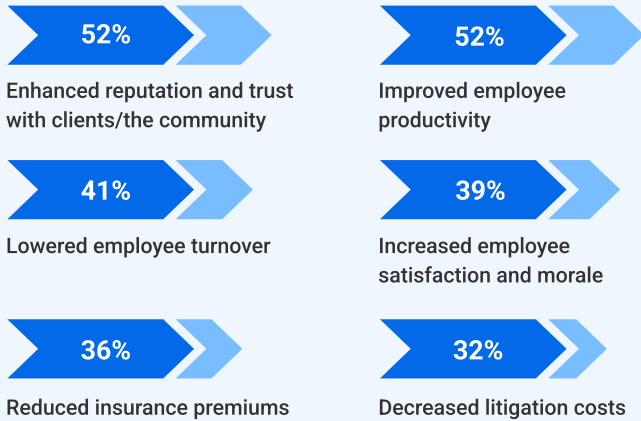 52%
Enhanced reputation and trust
with clients/the community
52%
Improved employee
productivity
41%
Lowered employee turnover
39%
Increased employee
satisfaction and morale
36%
Reduced insurance premiums
32%
Decreased litigation costs